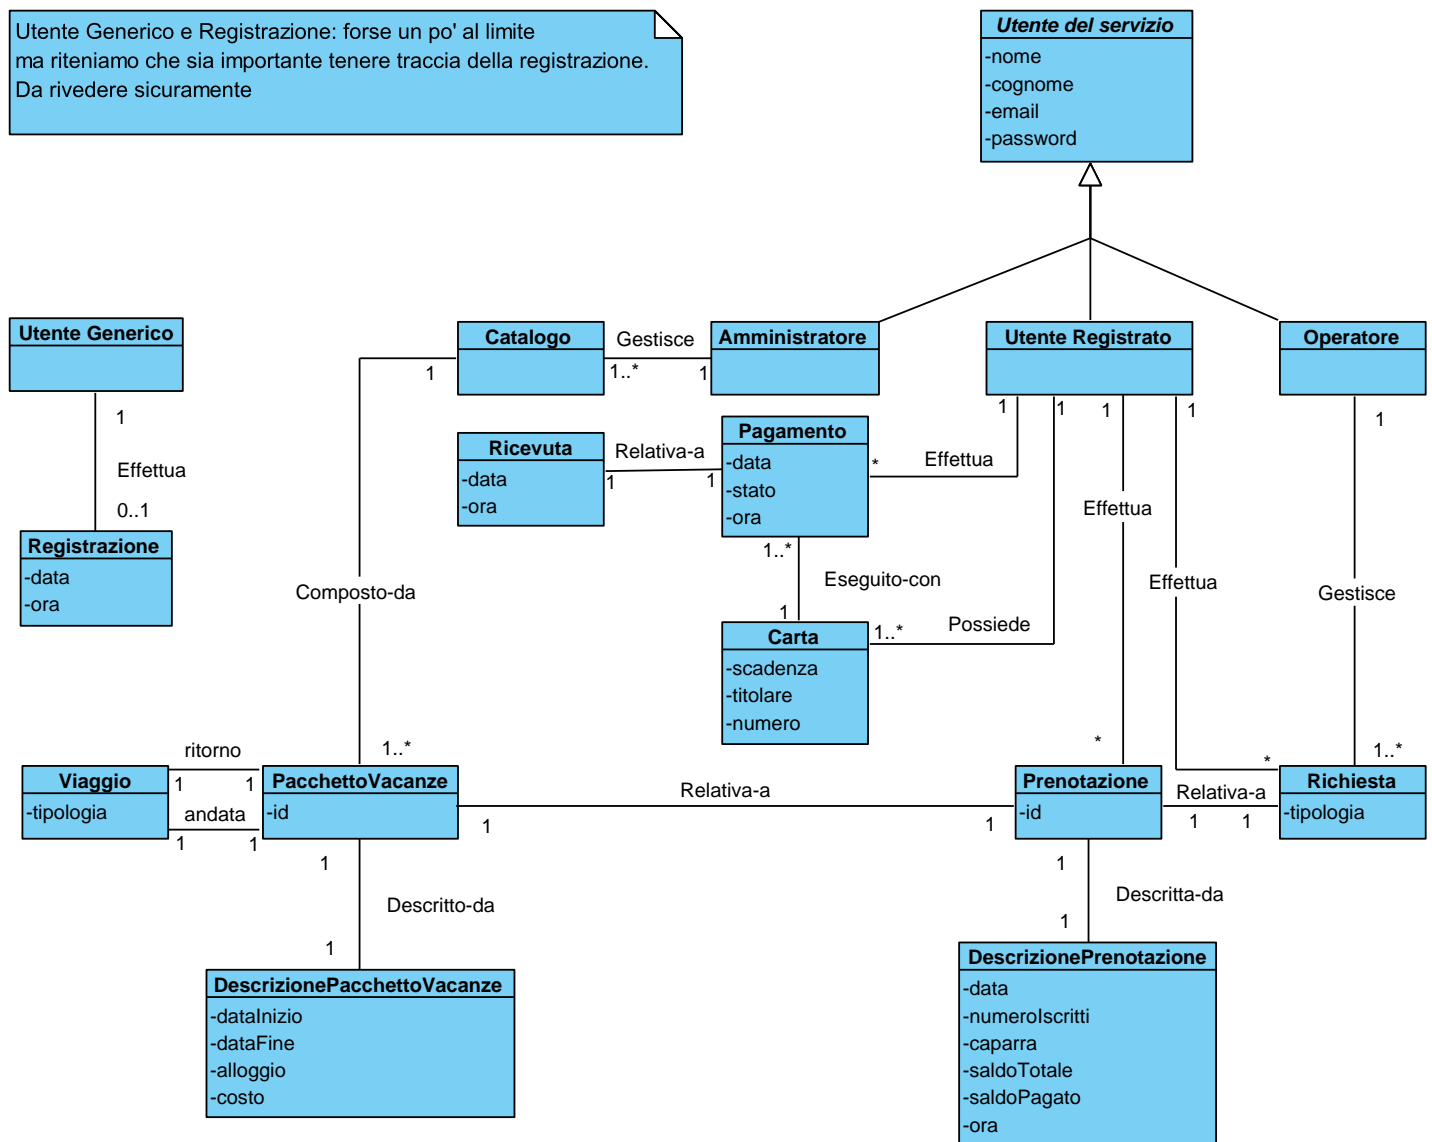 Utente Generico e Registrazione: forse un po' al limite
ma riteniamo che sia importante tenere traccia della registrazione.
Da rivedere sicuramente
Utente del servizio
-nome
-cognome
-email
-password
Utente Generico
Catalogo
Gestisce
1..*
1
Amministratore
Utente Registrato
Operatore
1
1
1
1
1
1
1
Effettua
0..1
Registrazione
-data
-ora
Ricevuta
-data
-ora
Relativa-a
1
1
Pagamento
-data
-stato
-ora
*
Effettua
Effettua
1..*
Eseguito-con
1
Composto-da
Effettua
Gestisce
Carta
-scadenza
-titolare
-numero
1..*
Possiede
1..*
*
*
1..*
ritorno
1
1
Viaggio
-tipologia
andata
1
1
PacchettoVacanze
-id
1
Relativa-a
1
Prenotazione
-id
Relativa-a
1
1
Richiesta
-tipologia
1
Descritto-da
1
1
Descritta-da
1
DescrizionePacchettoVacanze
-dataInizio
-dataFine
-alloggio
-costo
DescrizionePrenotazione
-data
-numeroIscritti
-caparra
-saldoTotale
-saldoPagato
-ora